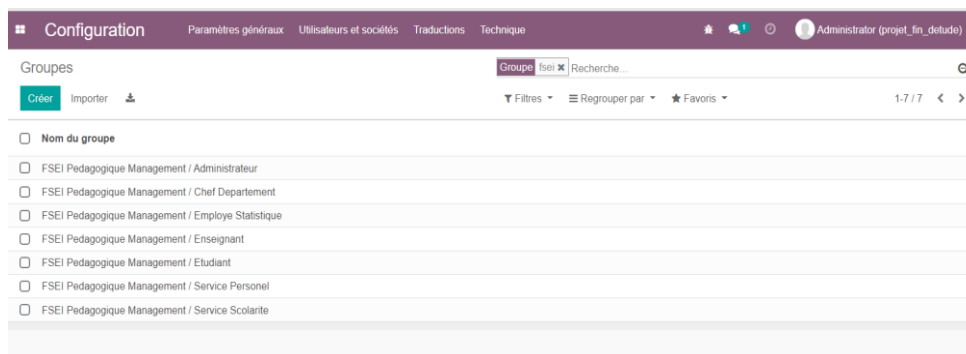 Configuration Paramètres généraux Utilisateurs et sociétés Traductions Technique 1 Administrator (projet_fin_detude)
Groupes Groupe fsei × Recherche...
Créer Importer Filtres Regrouper par Favoris 1-7 / 7
Nom du groupe
FSEI Pedagogique Management / Administrateur
FSEI Pedagogique Management / Chef Departement
FSEI Pedagogique Management / Employe Statistique
FSEI Pedagogique Management / Enseignant
FSEI Pedagogique Management / Etudiant
FSEI Pedagogique Management / Service Personel
FSEI Pedagogique Management / Service Scolarite